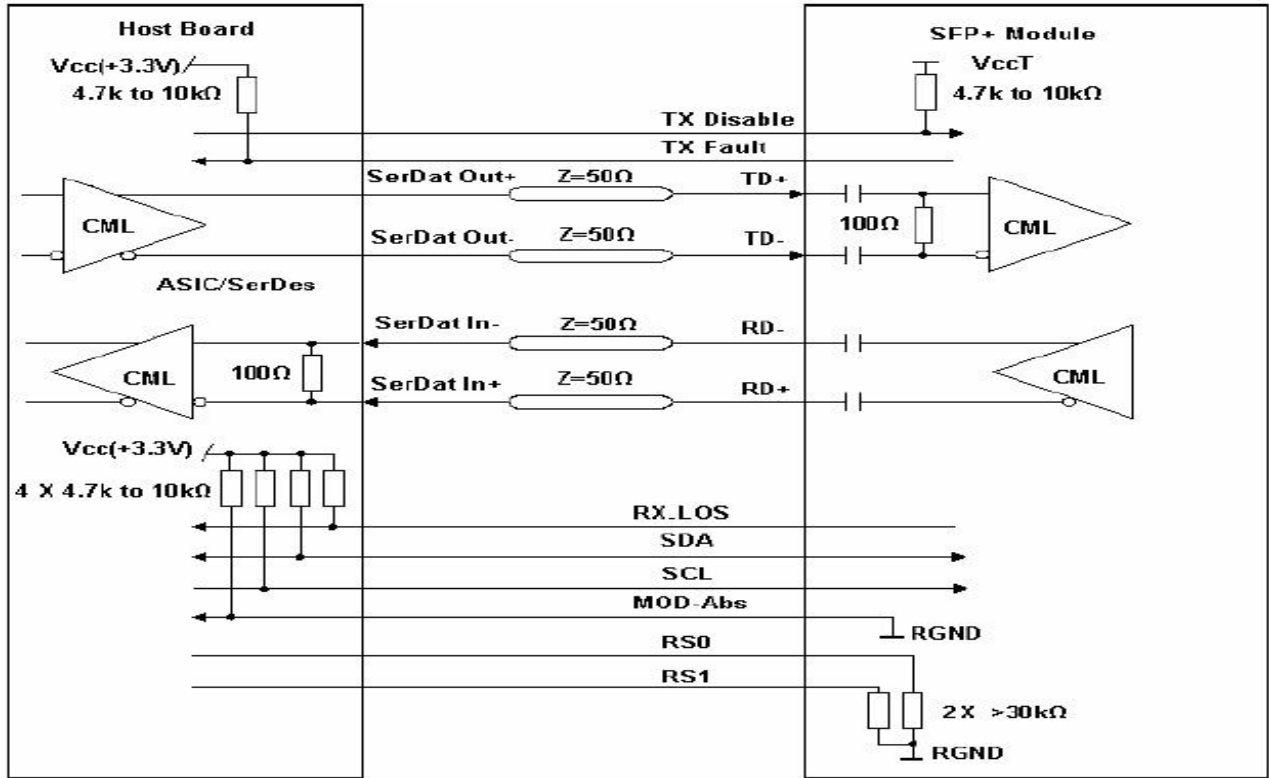 Host Board
SFP+ Module
Vcc(+3.3V)
4.7k to 10kΩ
VccT
4.7k to 10kΩ
TX Disable
TX Fault
SerDat Out+
Z=50Ω
TD+
CML
100Ω
CML
SerDat Out-
Z=50Ω
TD-
ASIC/SerDes
SerDat In-
Z=50Ω
RD-
CML
100Ω
SerDat In+
Z=50Ω
RD+
CML
Vcc(+3.3V)
4 X 4.7k to 10kΩ
RX_LOS
SDA
SCL
MOD-Abs
RGND
RS0
RS1
2X >30kΩ
RGND